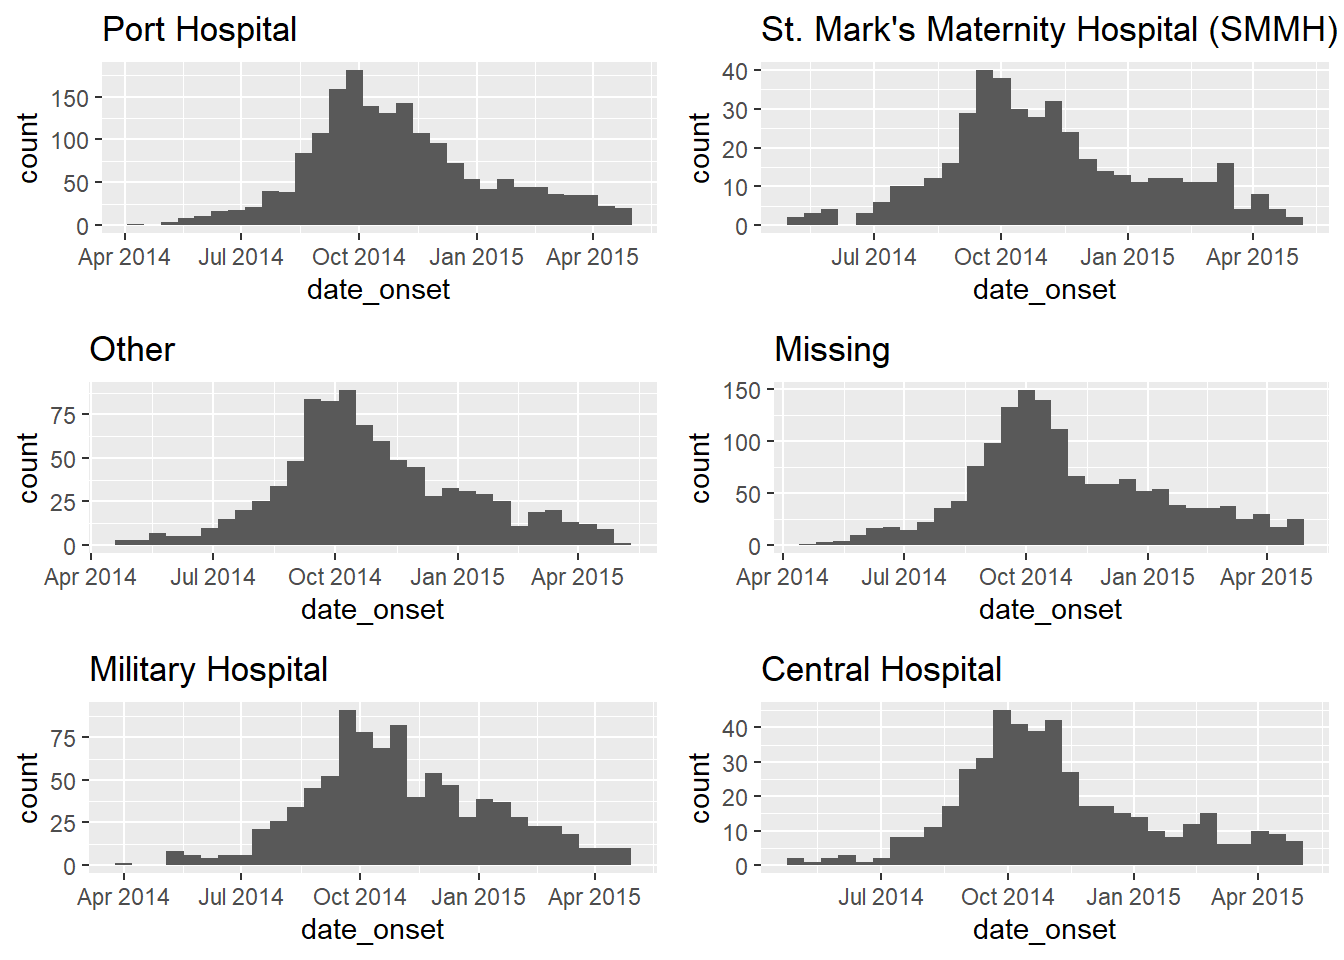 Port Hospital
150
100
50
0
count
Apr 2014 Jul 2014 Oct 2014 Jan 2015 Apr 2015
date_onset
St. Mark's Maternity Hospital (SMMH)
40
30
20
10
0
count
Jul 2014 Oct 2014 Jan 2015 Apr 2015
date_onset
Other
75
50
25
0
count
Apr 2014 Jul 2014 Oct 2014 Jan 2015 Apr 2015
date_onset
Missing
150
100
50
0
count
Apr 2014 Jul 2014 Oct 2014 Jan 2015 Apr 2015
date_onset
Military Hospital
75
50
25
0
count
Apr 2014 Jul 2014 Oct 2014 Jan 2015 Apr 2015
date_onset
Central Hospital
40
30
20
10
0
count
Jul 2014 Oct 2014 Jan 2015 Apr 2015
date_onset